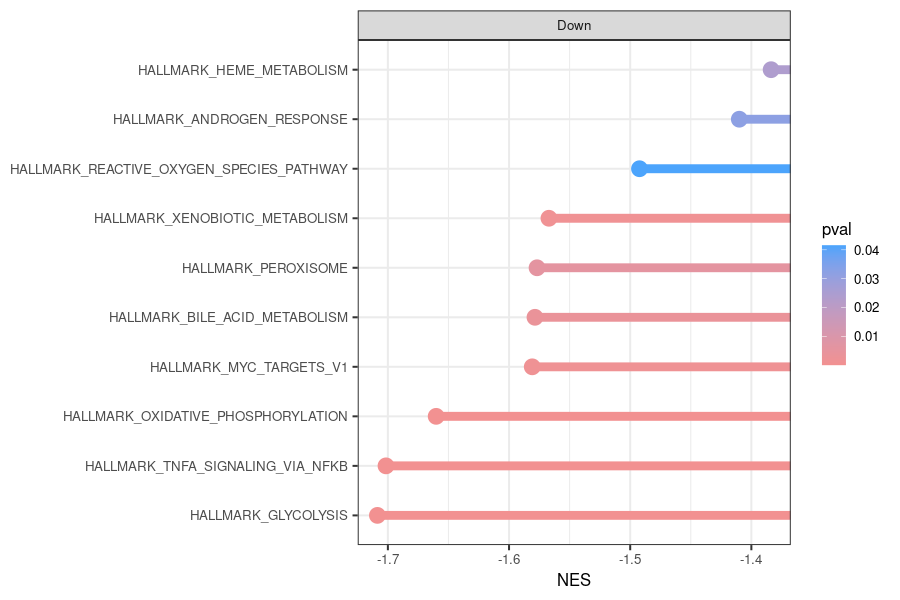 Down
HALLMARK_HEME_METABOLISM
HALLMARK_ANDROGEN_RESPONSE
HALLMARK_REACTIVE_OXYGEN_SPECIES_PATHWAY
HALLMARK_XENOBIOTIC_METABOLISM
HALLMARK_PEROXISOME
HALLMARK_BILE_ACID_METABOLISM
HALLMARK_MYC_TARGETS_V1
HALLMARK_OXIDATIVE_PHOSPHORYLATION
HALLMARK_TNFA_SIGNALING_VIA_NFKB
HALLMARK_GLYCOLYSIS
-1.7 -1.6 -1.5 -1.4
NES
pval
0.04
0.03
0.02
0.01